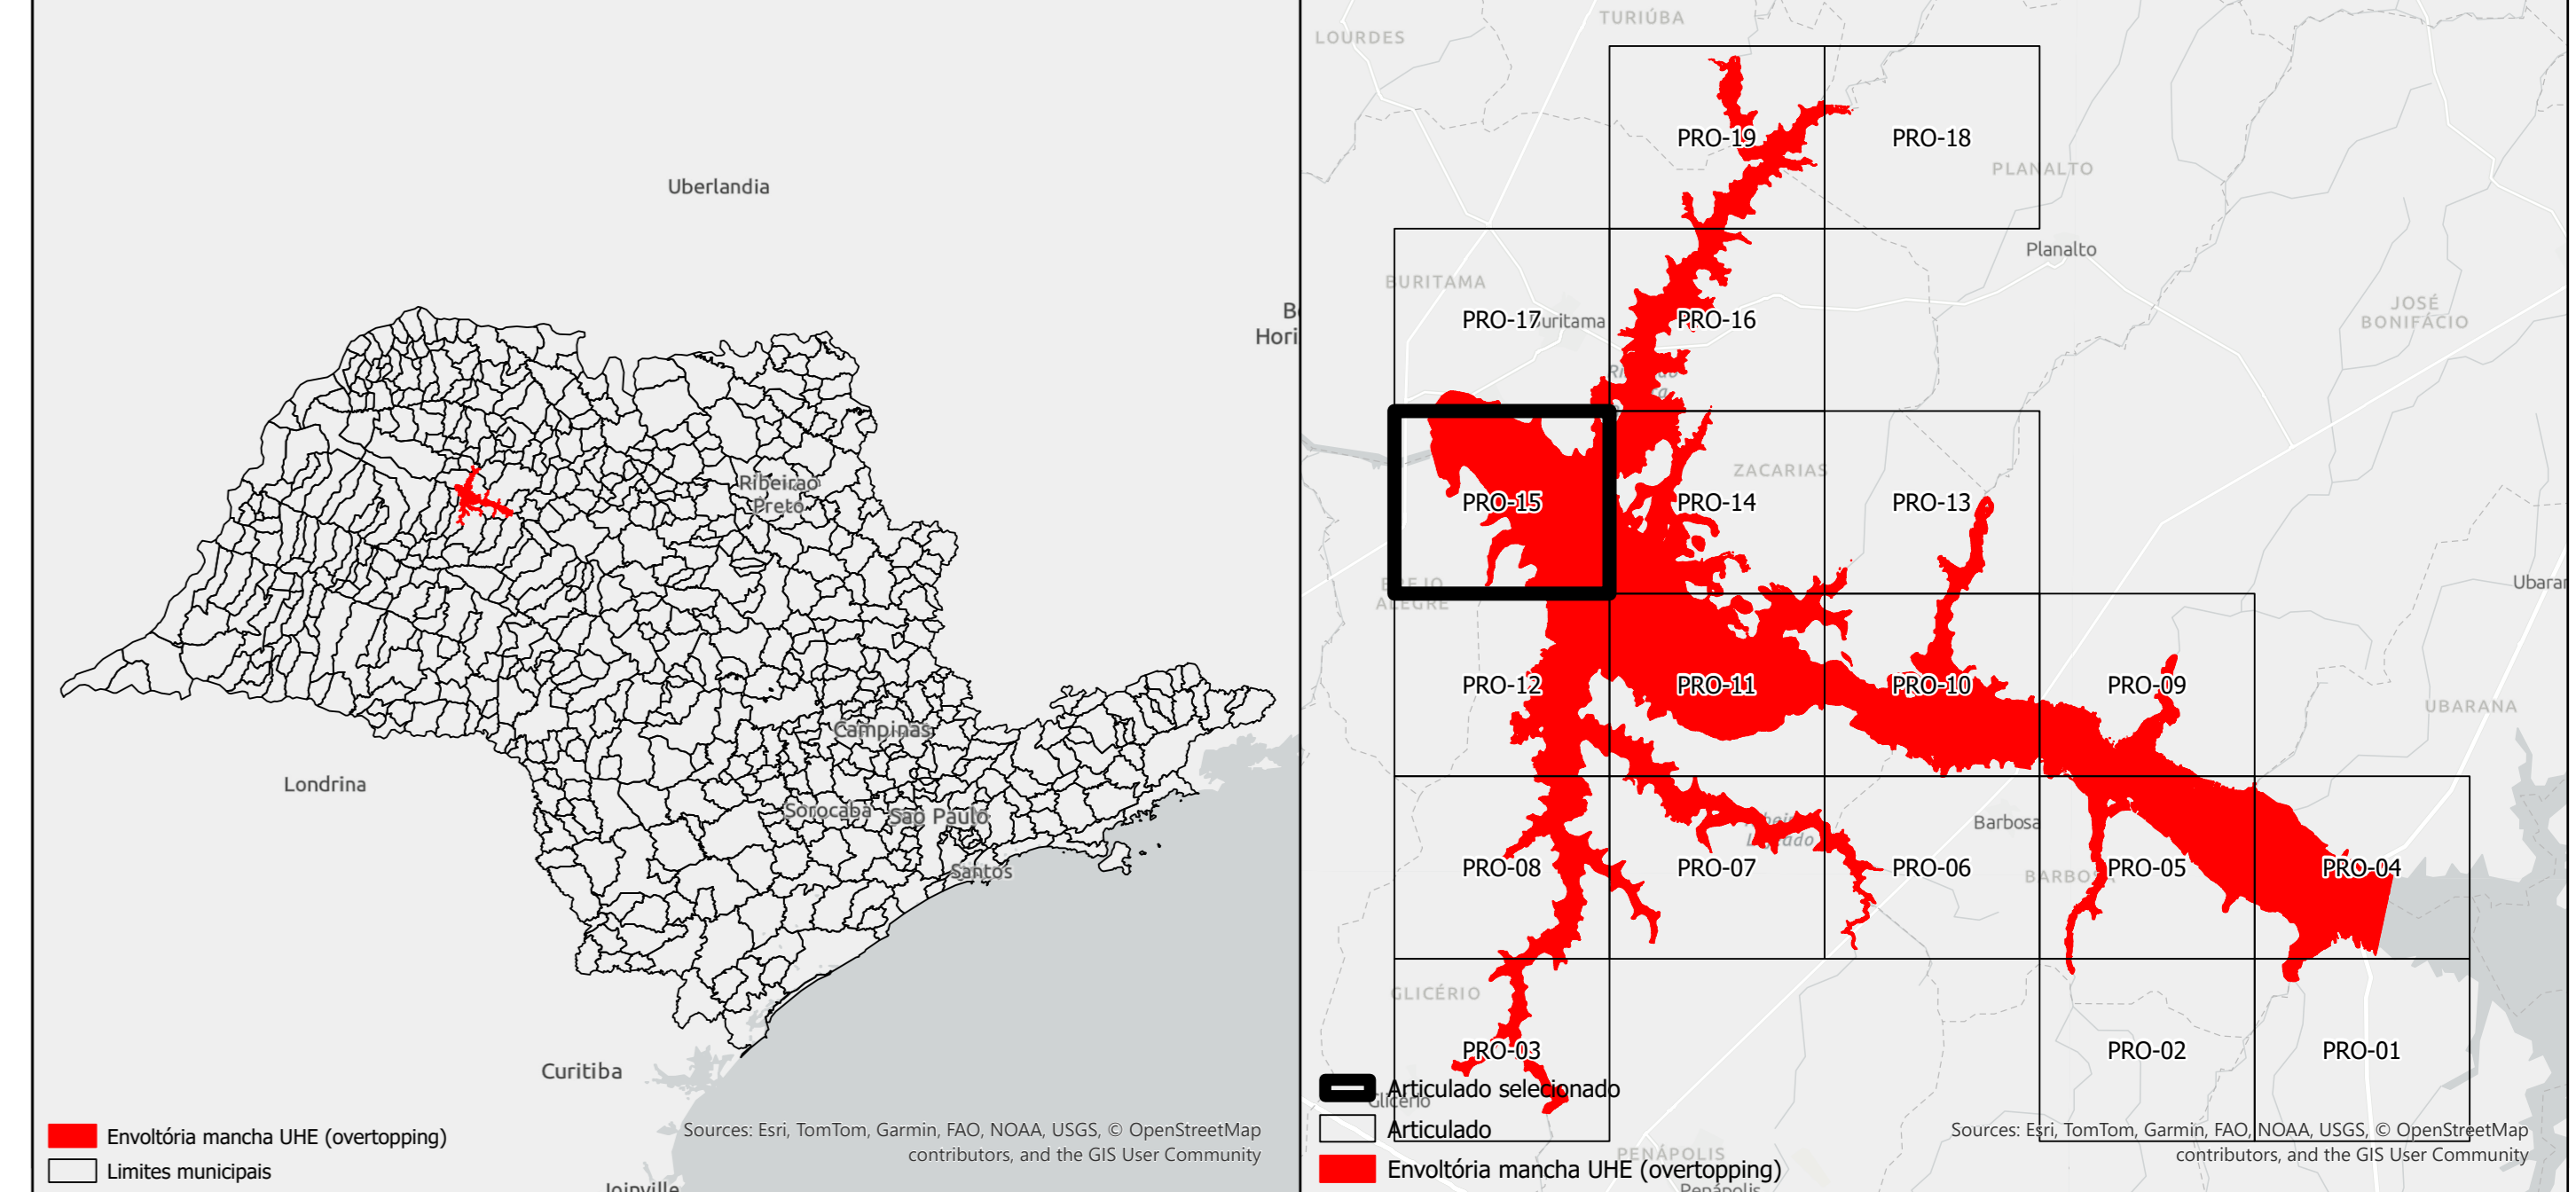 Uberlandia
Ribeirao
Preto
Campinas
Londrina
Sorocaba
Sao Paulo
Santos
Curitiba
Joinville
Envoltória mancha UHE (overtopping)
Limites municipais
Sources: Esri, TomTom, Garmin, FAO, NOAA, USGS, © OpenStreetMap
contributors, and the GIS User Community
LOURDES
TURIÚBA
PRO-19
PRO-18
PLANALTO
Planalto
BURITAMA
JOSÉ
BONIFÁCIO
PRO-17
Buritama
PRO-16
ZACARIAS
PRO-15
PRO-14
PRO-13
BREJO
ALEGRE
PRO-12
PRO-11
PRO-10
PRO-09
UBARANA
Barbosa
PRO-08
PRO-07
PRO-06
BARBOSA
PRO-05
PRO-04
GLICÉRIO
PRO-03
PRO-02
PRO-01
Articulado selecionado
Glicério
Articulado
PENÁPOLIS
Envoltória mancha UHE (overtopping)
Penápolis
Sources: Esri, TomTom, Garmin, FAO, NOAA, USGS, © OpenStreetMap
contributors, and the GIS User Community